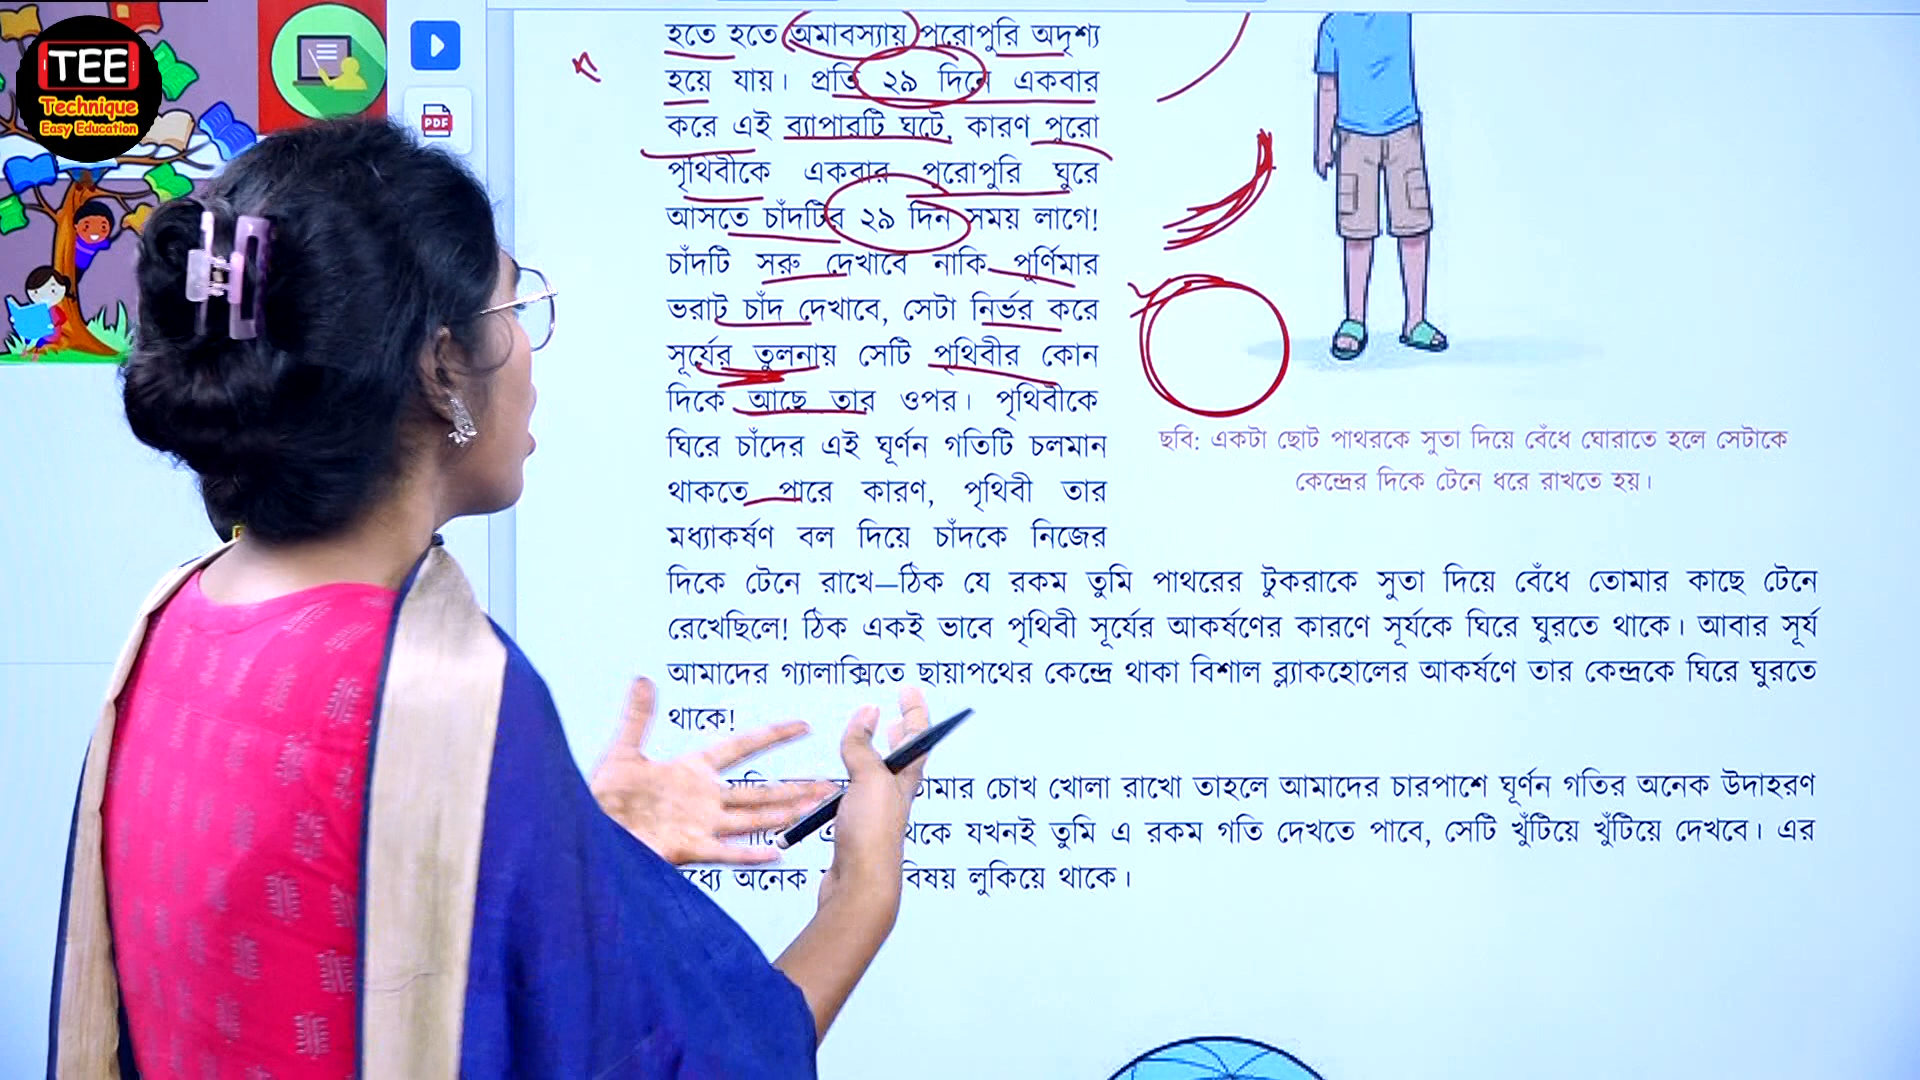 TEE
Technique
Easy Education
PDF
হতে হতে অমাবস্যায় পুরোপুরি অদৃশ্য
হয়ে যায়। প্রতি ২৯ দিনে একবার
করে এই ব্যাপারটি ঘটে, কারণ পুরো
পৃথিবীকে একবার পুরোপুরি ঘুরে
আসতে চাঁদটির ২৯ দিন সময় লাগে!
চাঁদটি সরু দেখাবে নাকি পূর্ণিমার
ভরাট চাঁদ দেখাবে, সেটা নির্ভর করে
সূর্যের তুলনায় সেটি পৃথিবীর কোন
দিকে আছে তার ওপর। পৃথিবীকে
ঘিরে চাঁদের এই ঘূর্ণন গতিটি চলমান
থাকতে পারে কারণ, পৃথিবী তার
মধ্যাকর্ষণ বল দিয়ে চাঁদকে নিজের
দিকে টেনে রাখে—ঠিক যে রকম তুমি পাথরের টুকরাকে সুতা দিয়ে বেঁধে তোমার কাছে টেনে
রেখেছিলে! ঠিক একই ভাবে পৃথিবী সূর্যের আকর্ষণের কারণে সূর্যকে ঘিরে ঘুরতে থাকে। আবার সূর্য
আমাদের গ্যালাক্সিতে ছায়াপথের কেন্দ্রে থাকা বিশাল ব্ল্যাকহোলের আকর্ষণে তার কেন্দ্রকে ঘিরে ঘুরতে
থাকে!
ছবি: একটা ছোট পাথরকে সুতা দিয়ে বেঁধে ঘোরাতে হলে সেটাকে
কেন্দ্রের দিকে টেনে ধরে রাখতে হয়।
চোখ খোলা রাখো তাহলে আমাদের চারপাশে ঘূর্ণন গতির অনেক উদাহরণ
যখনই তুমি এ রকম গতি দেখতে পাবে, সেটি খুঁটিয়ে খুঁটিয়ে দেখবে। এর
অনেক বিষয় লুকিয়ে থাকে।